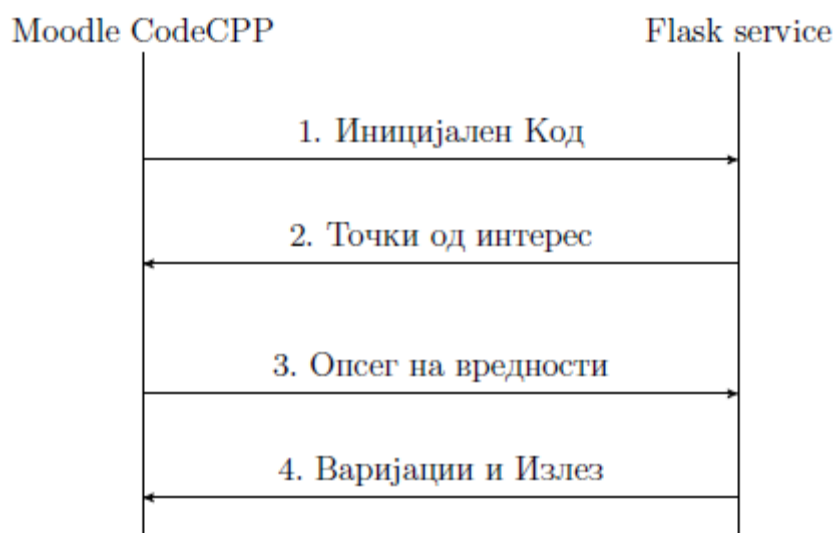 Moodle CodeCPP
Flask service
1. Иницијален Код
2. Точки од интерес
3. Опсег на вредности
4. Варијации и Излез